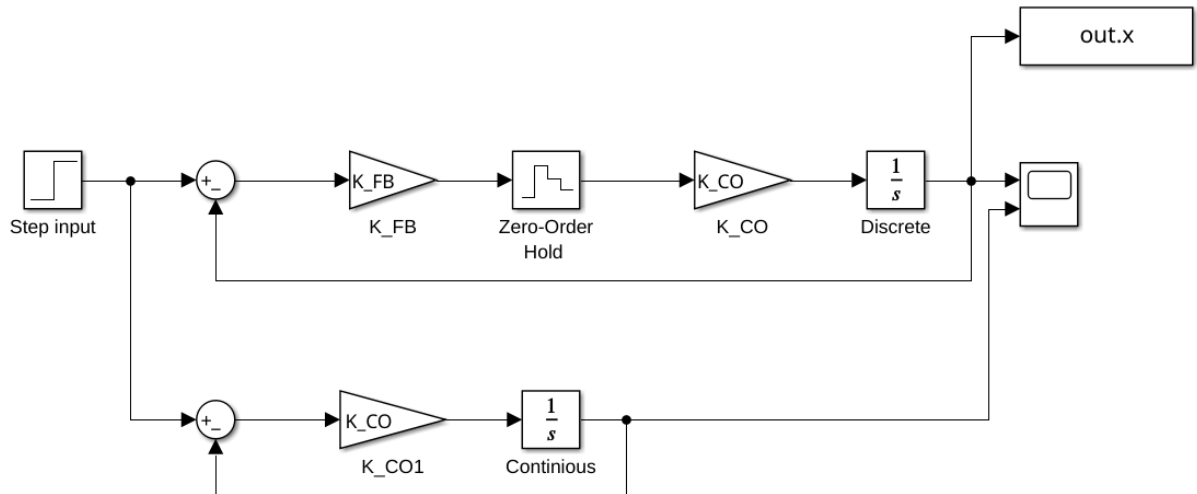 out.x
+_
K_FB
K_CO
1
s
Step input
K_FB
Zero-Order
Hold
K_CO
Discrete
+_
K_CO
1
s
K_CO1
Continious